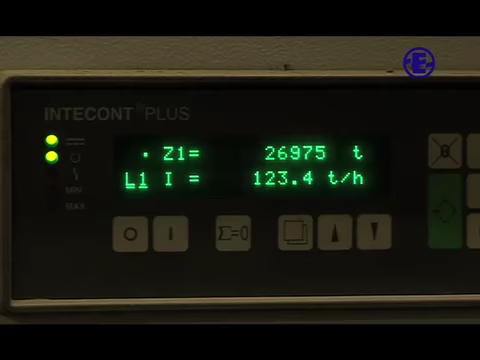 E
INTECONT PLUS
· Z1= 26975 t
L1 I = 123.4 t/h
MIN
MAX
O I Σ=0